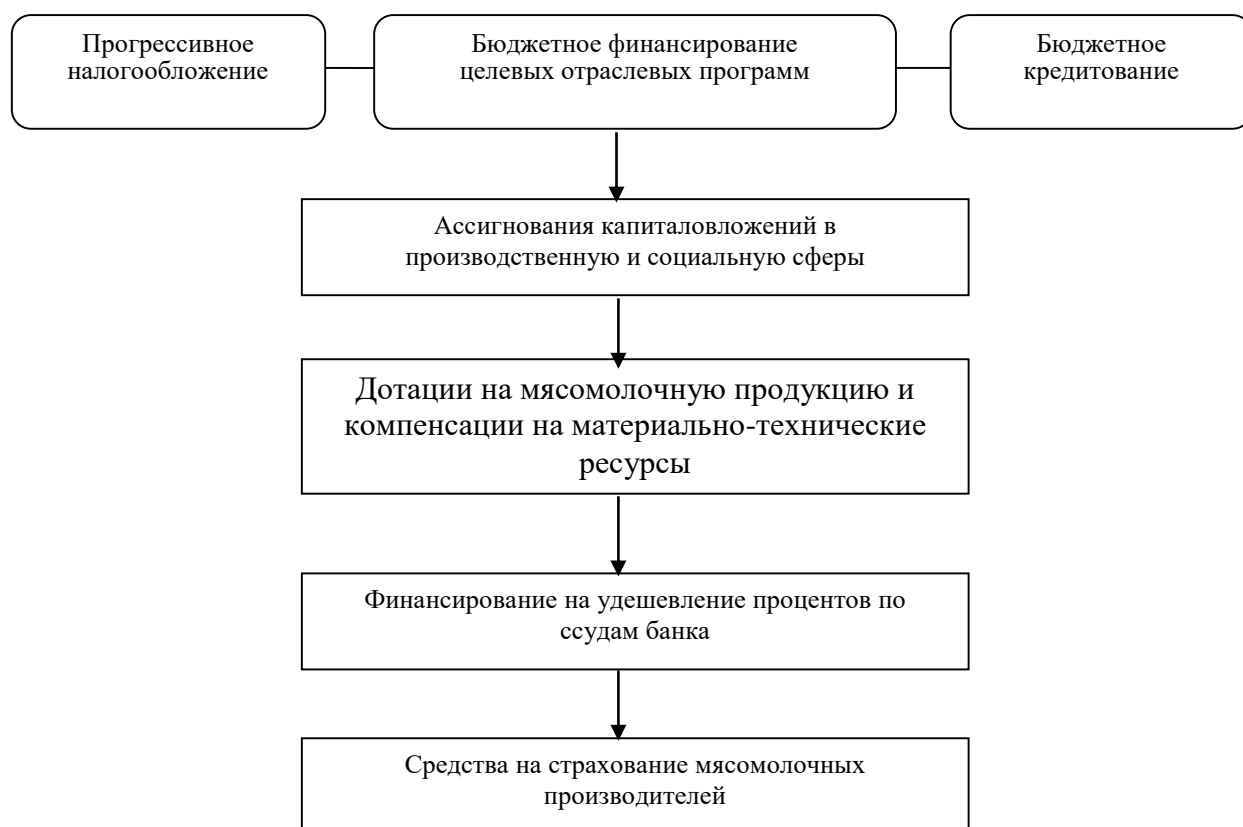 Прогрессивное
налогообложение
Бюджетное финансирование
целевых отраслевых программ
Бюджетное
кредитование
Ассигнования капиталовложений в
производственную и социальную сферы
Дотации на мясомолочную продукцию и
компенсации на материально-технические
ресурсы
Финансирование на удешевление процентов по
ссудам банка
Средства на страхование мясомолочных
производителей